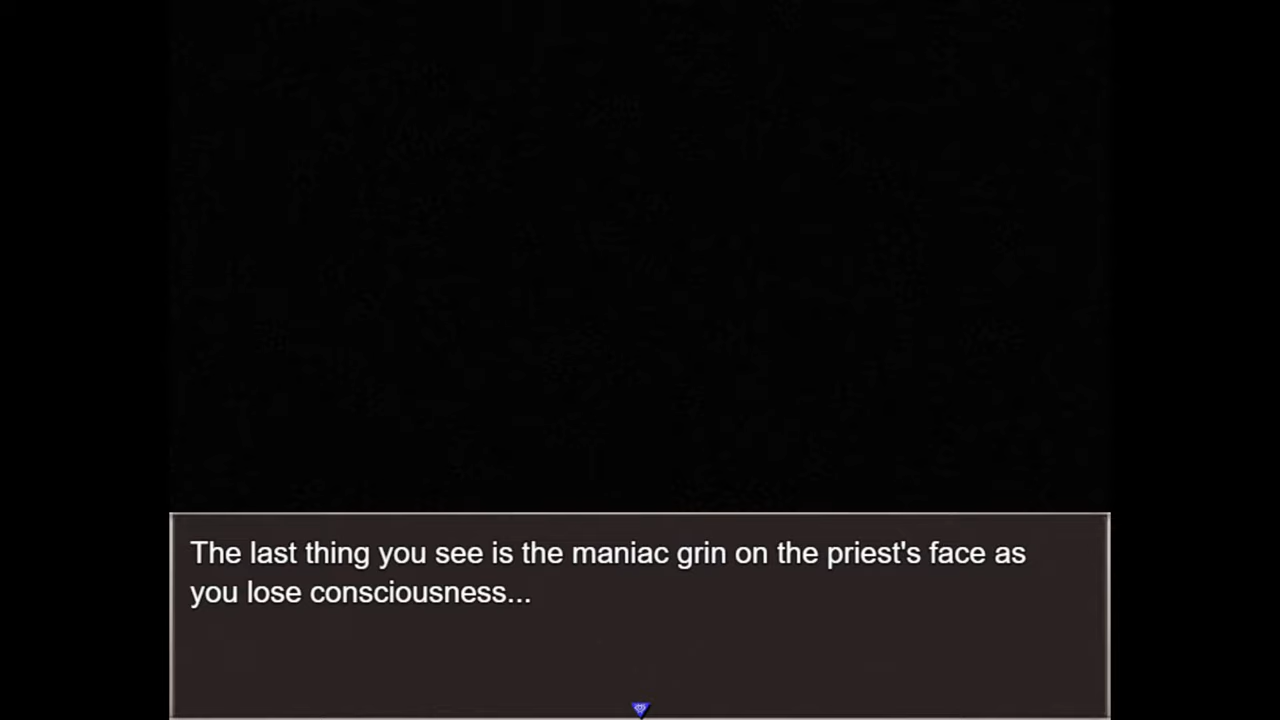 The last thing you see is the maniac grin on the priest's face as
you lose consciousness...